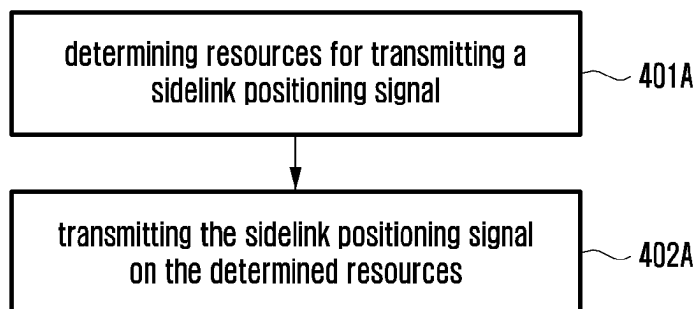 determining resources for transmitting a
sidelink positioning signal
401A
transmitting the sidelink positioning signal
on the determined resources
402A